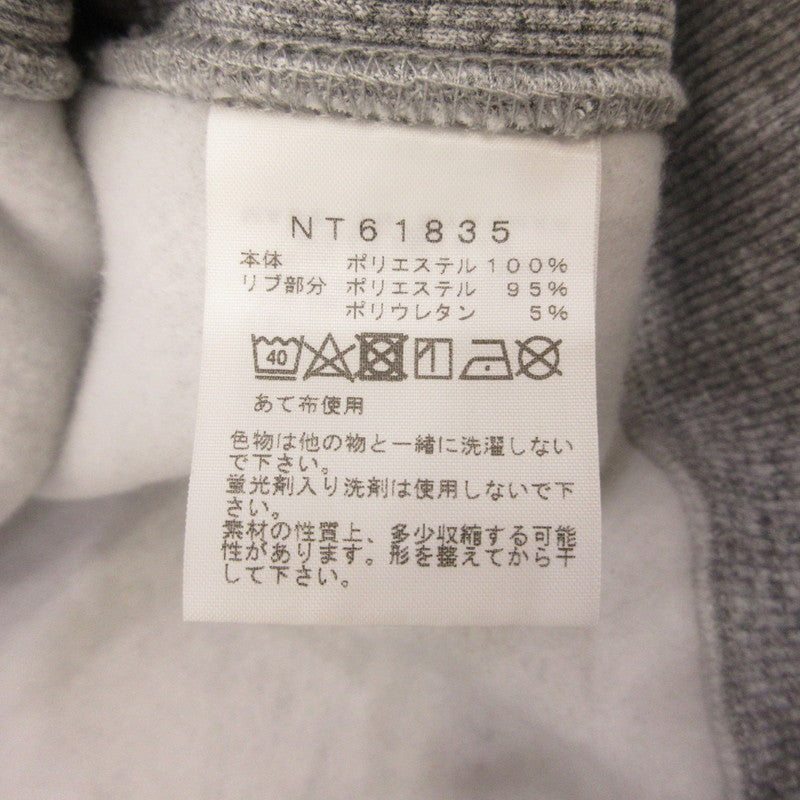 NT61835
本体 ポリエステル 100%
リブ部分 ポリエステル 95%
ポリウレタン 5%
40
あて布使用
色物は他の物と一緒に洗濯しない
で下さい。
蛍光剤入り洗剤は使用しないで下
さい。
素材の性質上、多少収縮する可能
性があります。形を整えてから干
して下さい。